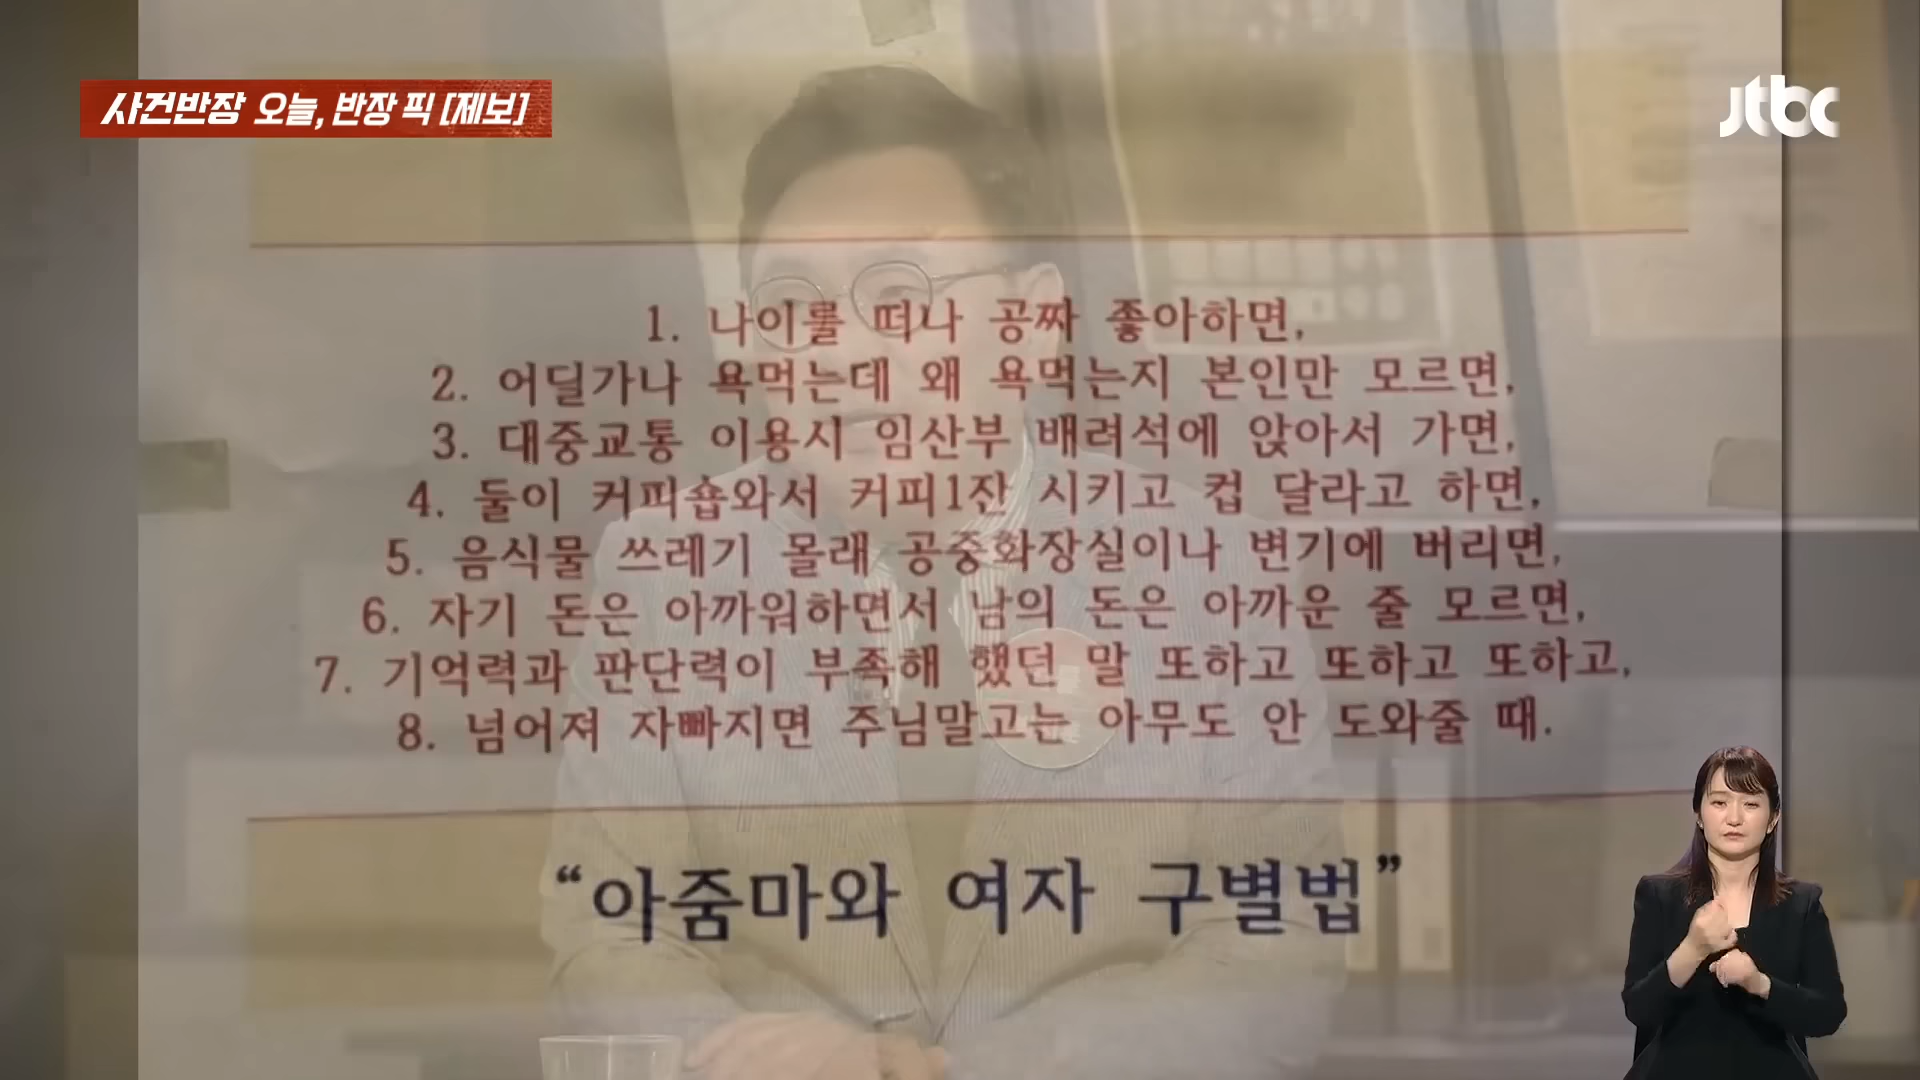 사건반장 오늘, 반장 픽 [제보]
jtbc
1. 나이를 떠나 공짜 좋아하면,
2. 어딜가나 욕먹는데 왜 욕먹는지 본인만 모르면,
3. 대중교통 이용시 임산부 배려석에 앉아서 가면,
4. 둘이 커피숍와서 커피1잔 시키고 컵 달라고 하면,
5. 음식물 쓰레기 몰래 공중화장실이나 변기에 버리면,
6. 자기 돈은 아까워하면서 남의 돈은 아까운 줄 모르면,
7. 기억력과 판단력이 부족해 했던 말 또하고 또하고 또하고,
8. 넘어져 자빠지면 주님말고는 아무도 안 도와줄 때.
“아줌마와 여자 구별법”